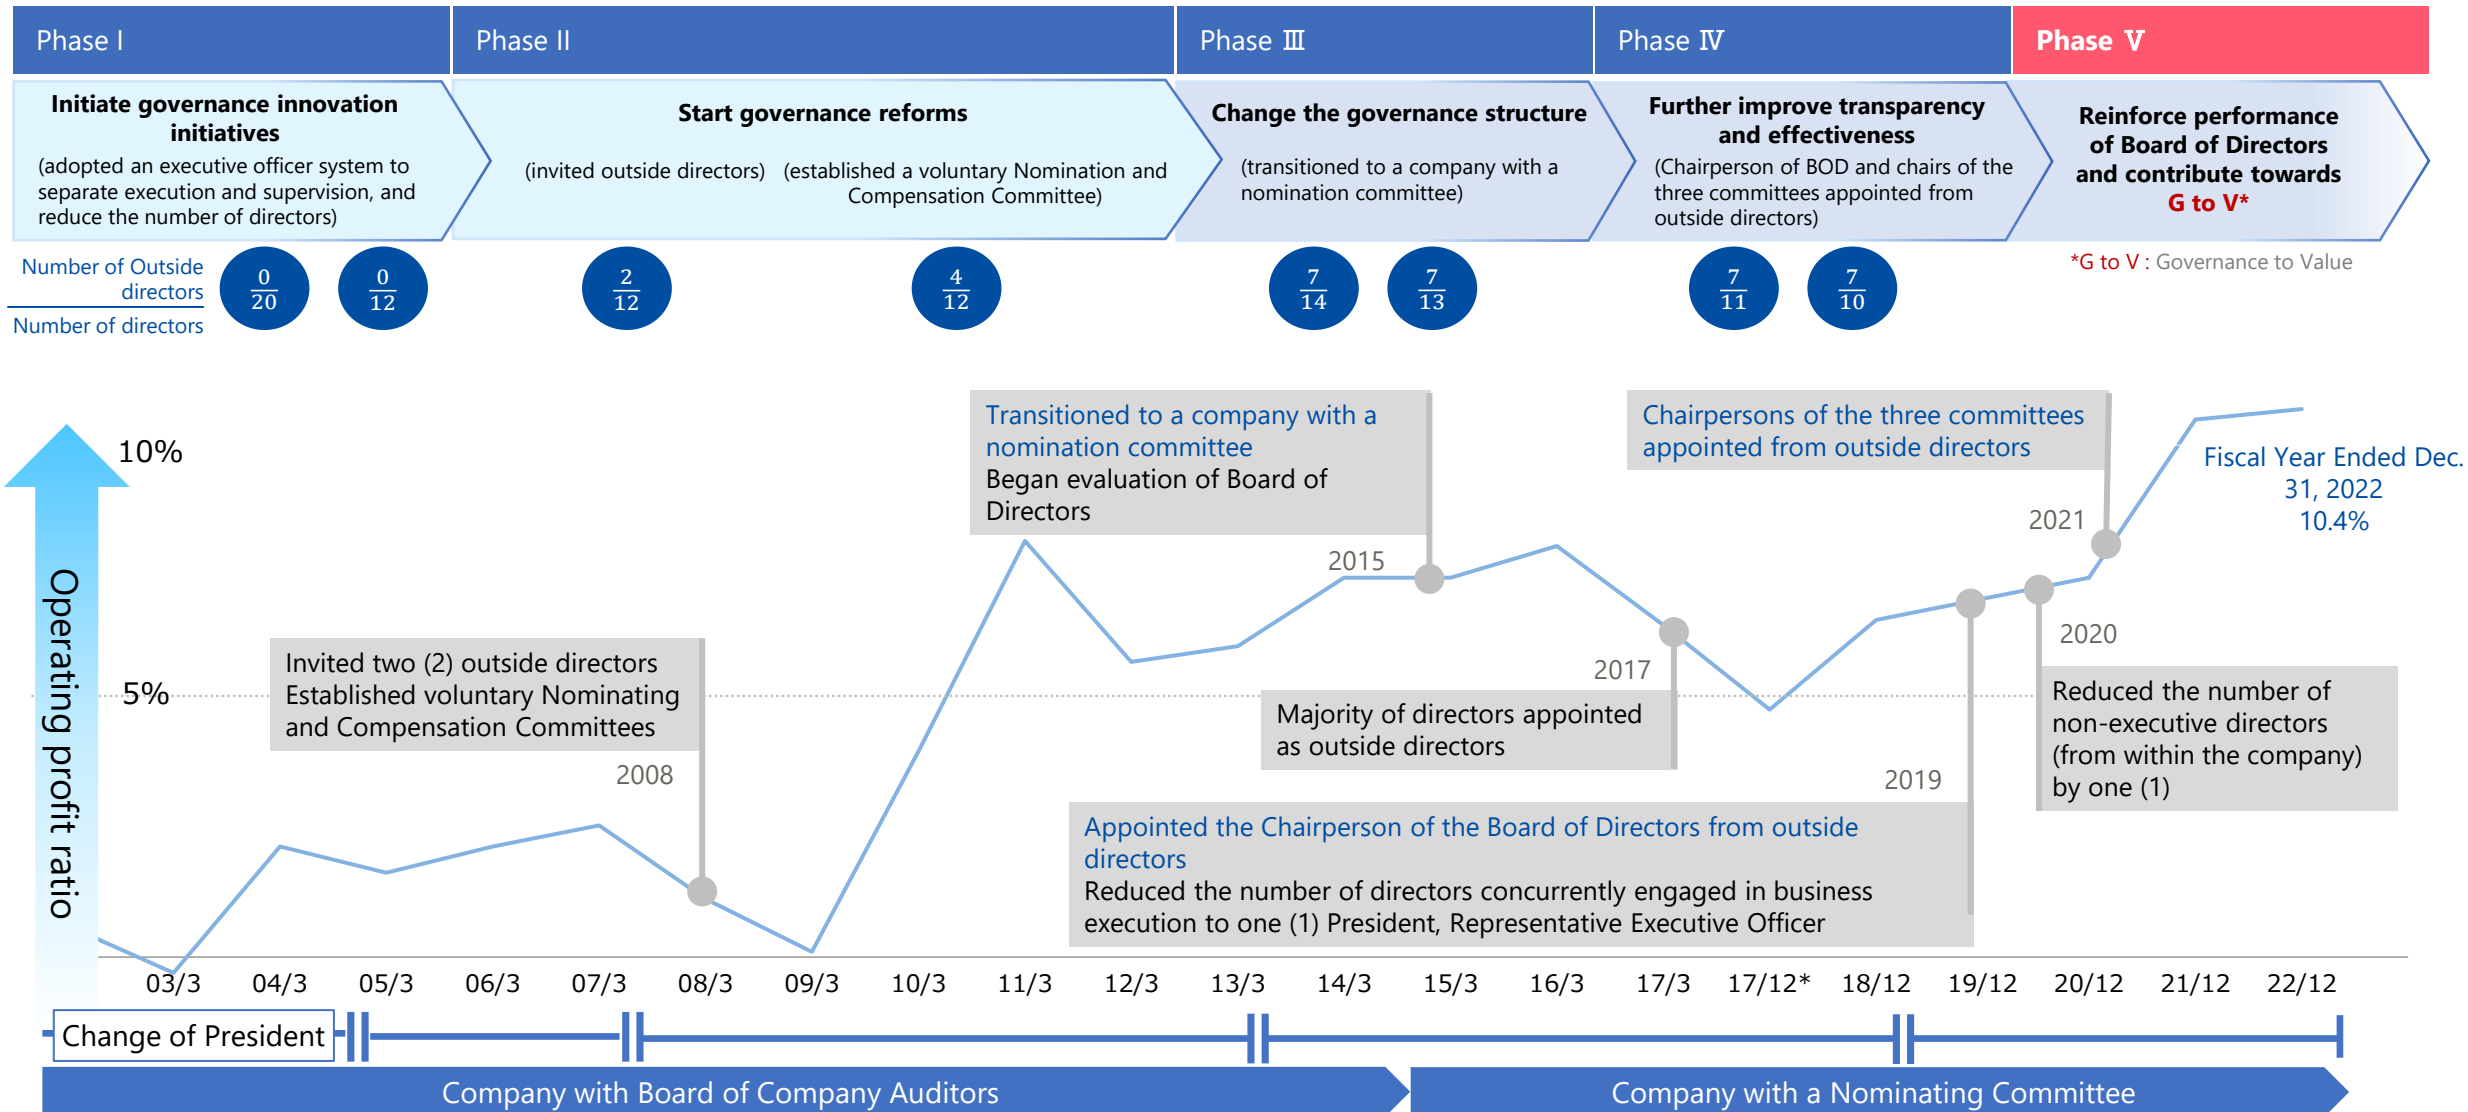 Phase I
Phase II
Phase Ⅲ
Phase Ⅳ
Phase Ⅴ
Initiate governance innovation
initiatives
(adopted an executive officer system to
separate execution and supervision, and
reduce the number of directors)
Start governance reforms
(invited outside directors)
(established a voluntary Nomination and
Compensation Committee)
Change the governance structure
(transitioned to a company with a
nomination committee)
Further improve transparency
and effectiveness
(Chairperson of BOD and chairs of the
three committees appointed from
outside directors)
Reinforce performance
of Board of Directors
and contribute towards
G to V*
*G to V : Governance to Value
Number of Outside
directors
Number of directors
0
20
0
12
2
12
4
12
7
14
7
13
7
11
7
10
Operating profit ratio
10%
5%
Invited two (2) outside directors
Established voluntary Nominating
and Compensation Committees
2008
Transitioned to a company with a
nomination committee
Began evaluation of Board of
Directors
2015
2017
Majority of directors appointed
as outside directors
2019
Appointed the Chairperson of the Board of Directors from outside
directors
Reduced the number of directors concurrently engaged in business
execution to one (1) President, Representative Executive Officer
Chairpersons of the three committees
appointed from outside directors
2021
2020
Reduced the number of
non-executive directors
(from within the company)
by one (1)
Fiscal Year Ended Dec.
31, 2022
10.4%
03/3 04/3 05/3 06/3 07/3 08/3 09/3 10/3 11/3 12/3 13/3 14/3 15/3 16/3 17/3 17/12* 18/12 19/12 20/12 21/12 22/12
Change of President
Company with Board of Company Auditors
Company with a Nominating Committee